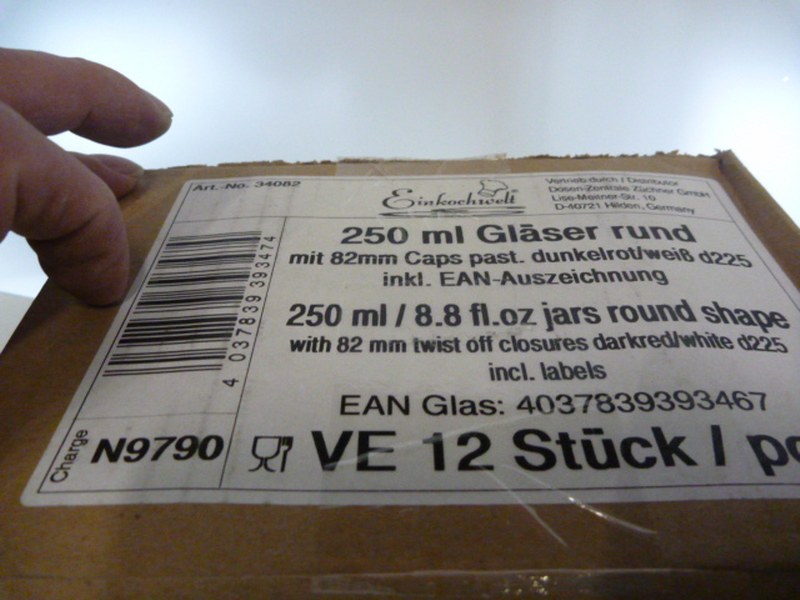 Art.-No. 34082
Einkochwelt®
Vertrieb durch / Distributor
Dosen-Zentrale Züchner GmbH
Lise-Meitner-Str. 10
D-40721 Hilden, Germany
250 ml Gläser rund
mit 82mm Caps past. dunkelrot/weiß d225
inkl. EAN-Auszeichnung
250 ml / 8.8 fl.oz jars round shape
with 82 mm twist off closures darkred/white d225
incl. labels
EAN Glas: 4037839393467
VE 12 Stück / pc
4 037839 393474
Charge N9790